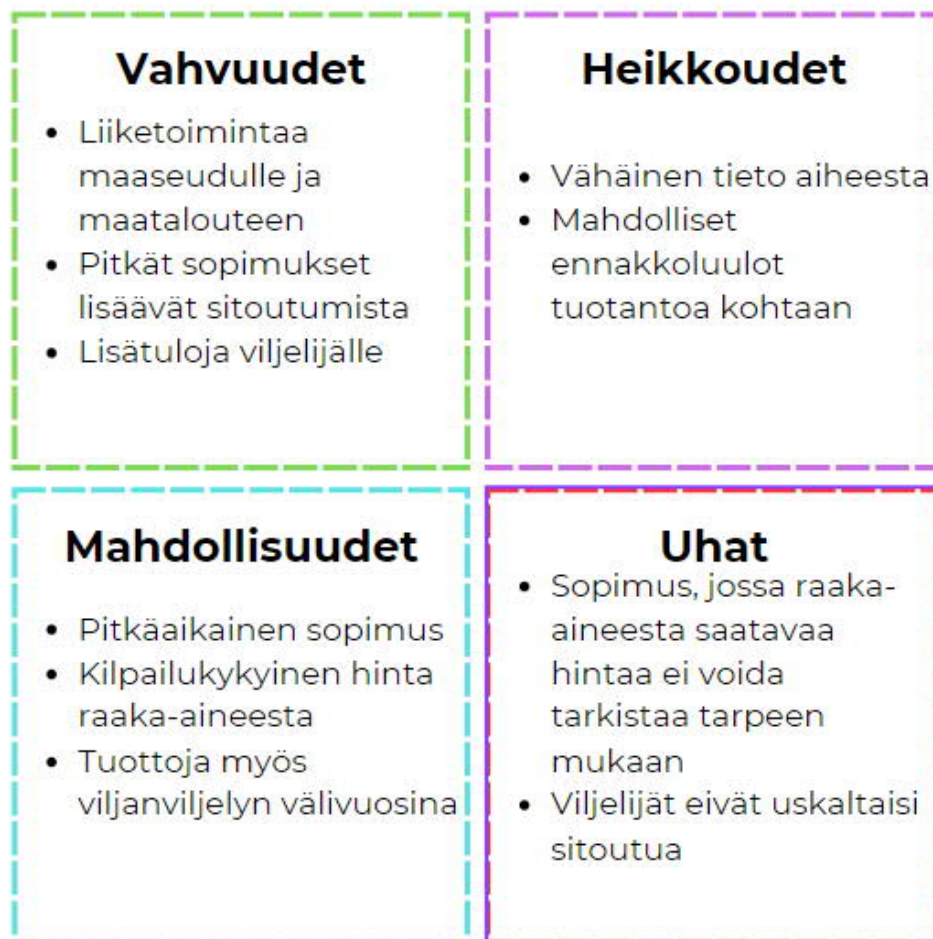 Vahvuudet
• Liiketoimintaa
maaseudulle ja
maatalouteen
• Pitkät sopimukset
lisäävät sitoutumista
• Lisätuloja viljelijälle
Heikkoudet
• Vähäinen tieto aiheesta
• Mahdolliset
ennakkoluulot
tuotantoa kohtaan
Mahdollisuudet
• Pitkäaikainen sopimus
• Kilpailukykyinen hinta
raaka-aineesta
• Tuottoja myös
viljanviljelyn välivuosina
Uhat
• Sopimus, jossa raaka-
aineesta saatavaa
hintaa ei voida
tarkistaa tarpeen
mukaan
• Viljelijät eivät uskaltaisi
sitoutua